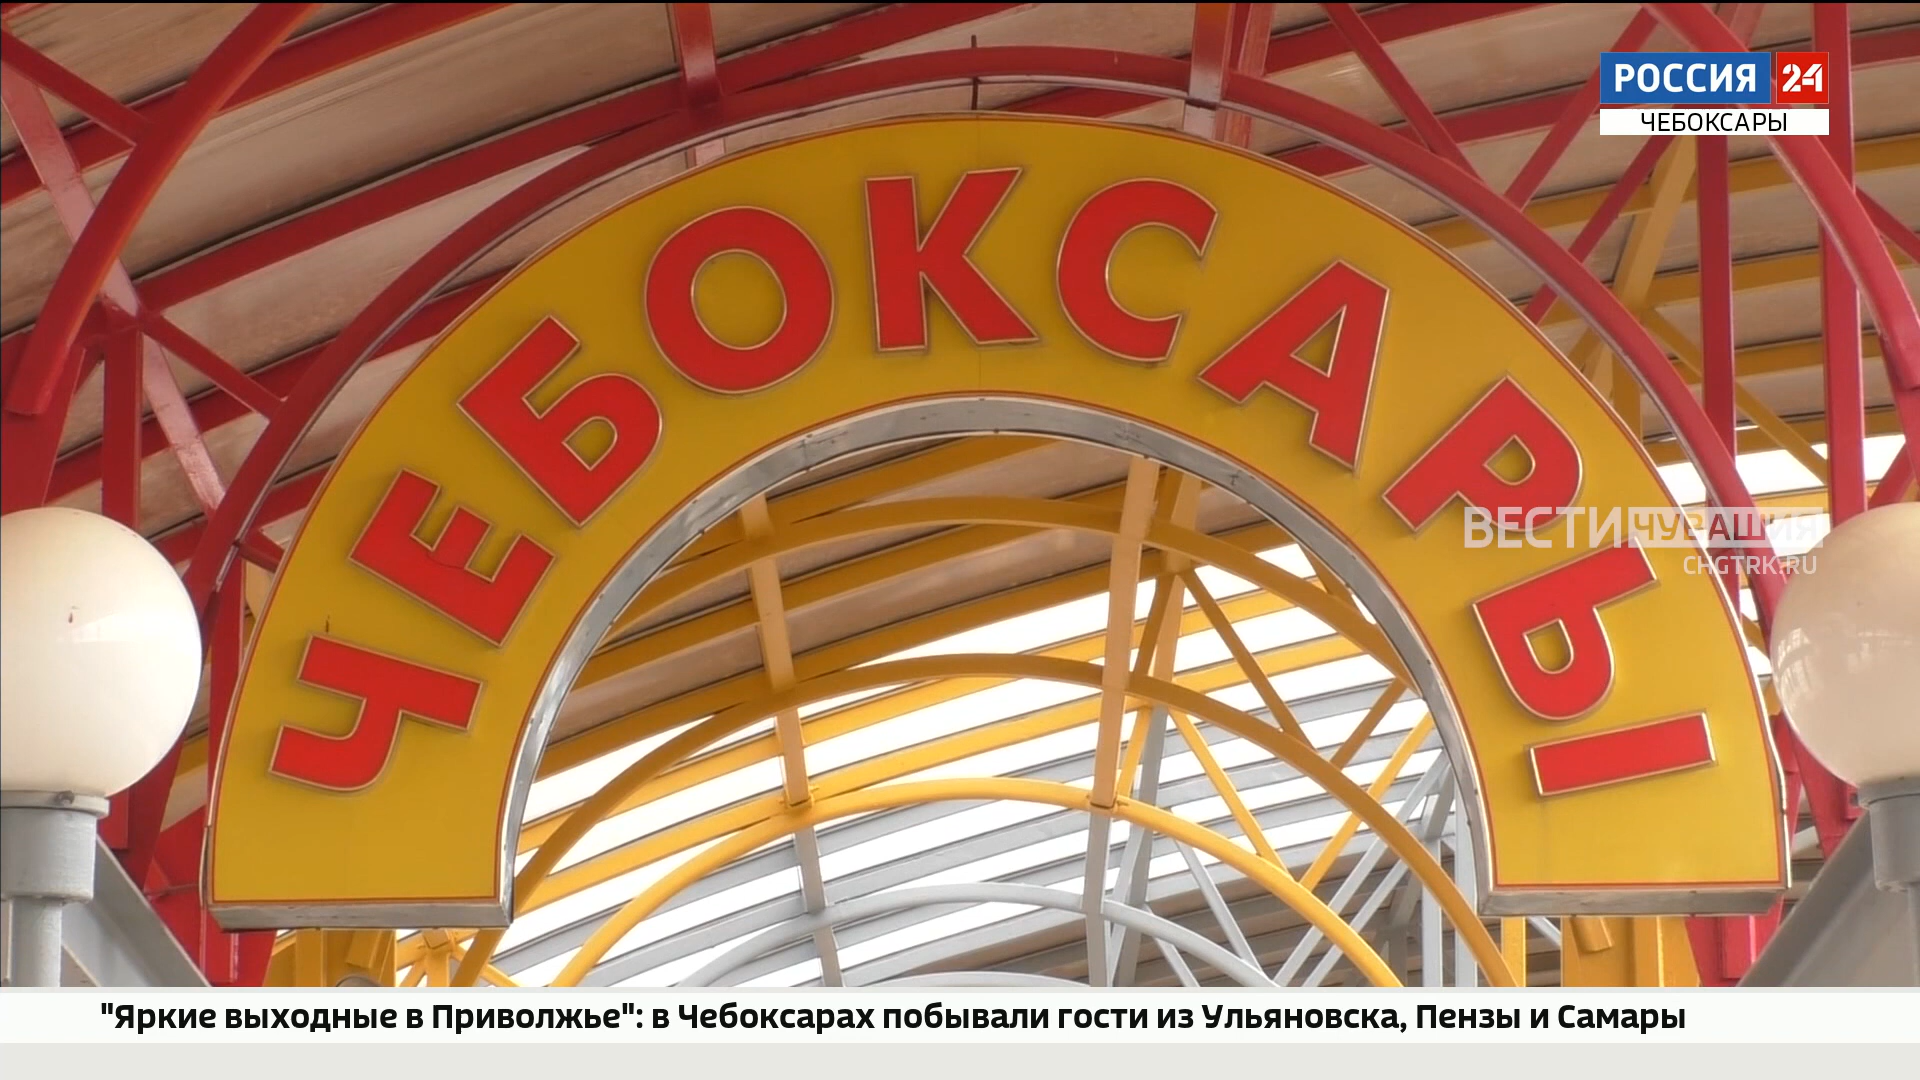 РОССИЯ 24
ЧЕБОКСАРЫ
ЧЕБОКСАРЫ
ВЕСТИ ЧУВАШИЯ
CHGTRK.RU
"Яркие выходные в Приволжье": в Чебоксарах побывали гости из Ульяновска, Пензы и Самары